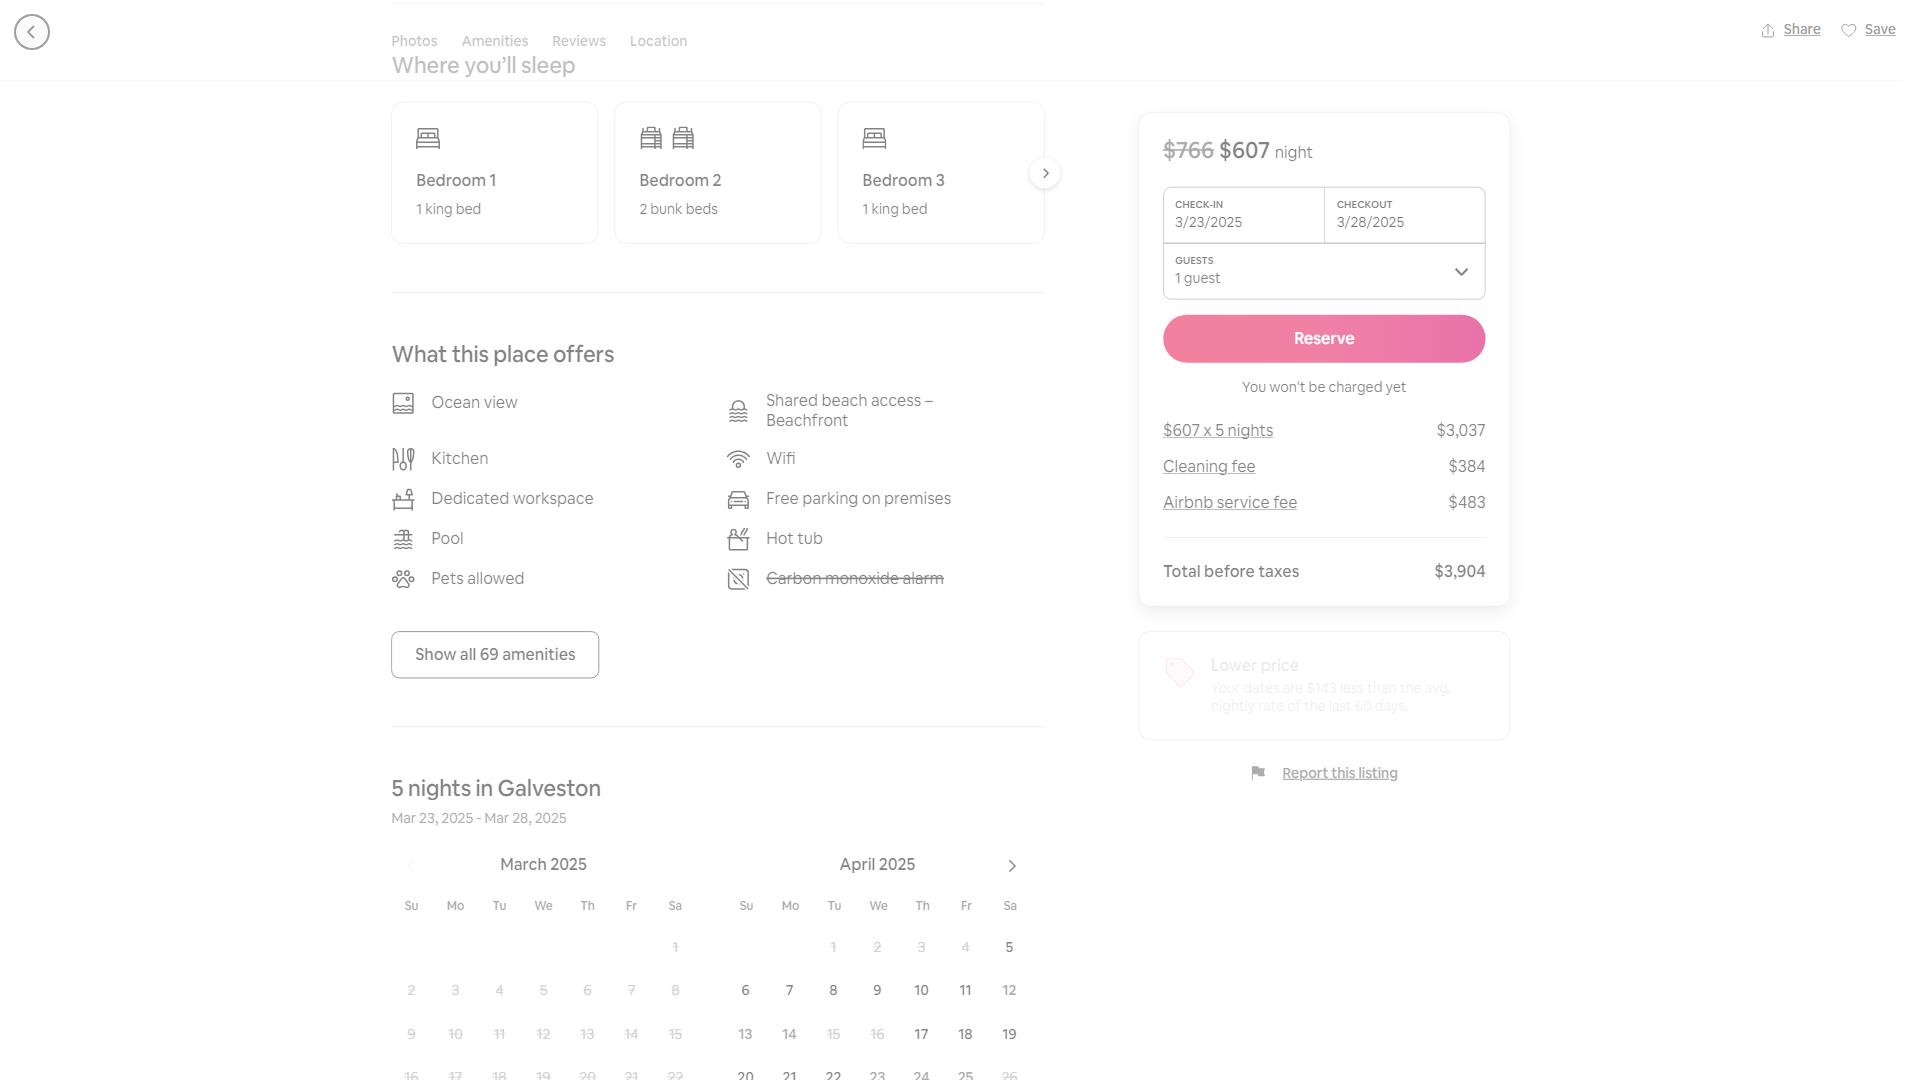 Share
Save
Photos
Amenities
Reviews
Location
Where you'll sleep
Bedroom 1
1 king bed
Bedroom 2
2 bunk beds
Bedroom 3
1 king bed
What this place offers
Ocean view
Shared beach access –
Beachfront
Kitchen
Wifi
Dedicated workspace
Free parking on premises
Pool
Hot tub
Pets allowed
Carbon monoxide alarm
Show all 69 amenities
5 nights in Galveston
Mar 23, 2025 - Mar 28, 2025
March 2025
Su Mo Tu We Th Fr Sa
1
2 3 4 5 6 7 8
9 10 11 12 13 14 15
16 17 18 19 20 21 22
April 2025
Su Mo Tu We Th Fr Sa
1 2 3 4 5
6 7 8 9 10 11 12
13 14 15 16 17 18 19
20 21 22 23 24 25 26
$766 $607 night
CHECK-IN
3/23/2025
CHECKOUT
3/28/2025
GUESTS
1 guest
Reserve
You won't be charged yet
$607 x 5 nights $3,037
Cleaning fee $384
Airbnb service fee $483
Total before taxes $3,904
Lower price
Your dates are $143 less than the avg.
nightly rate of the last 60 days.
Report this listing